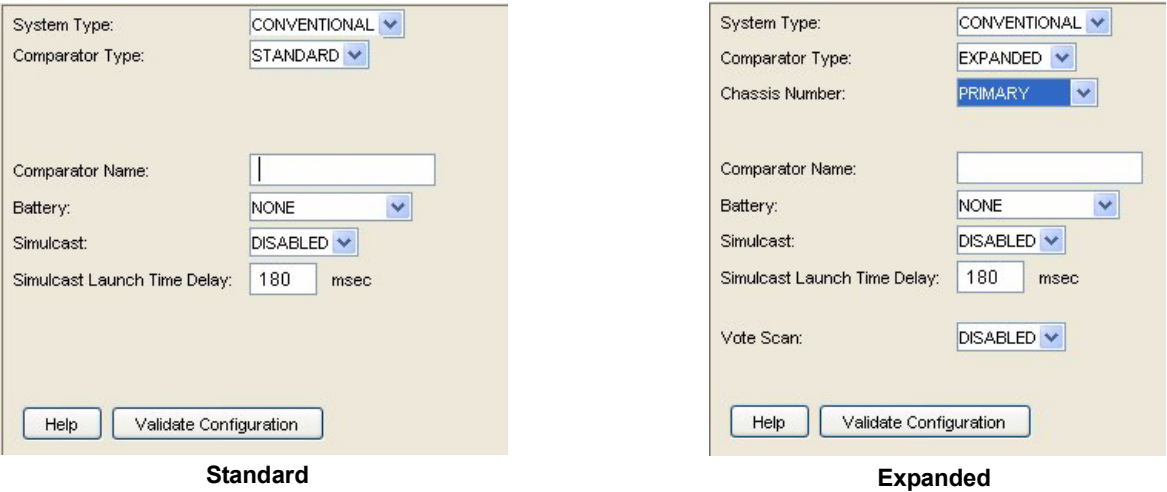 System Type: CONVENTIONAL
Comparator Type: STANDARD
Comparator Name:
Battery: NONE
Simulcast: DISABLED
Simulcast Launch Time Delay: 180 msec
Help Validate Configuration
Standard
System Type: CONVENTIONAL
Comparator Type: EXPANDED
Chassis Number: PRIMARY
Comparator Name:
Battery: NONE
Simulcast: DISABLED
Simulcast Launch Time Delay: 180 msec
Vote Scan: DISABLED
Help Validate Configuration
Expanded